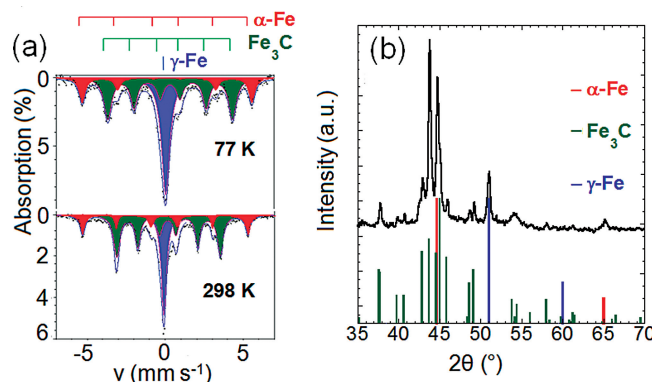 (a)
α-Fe
Fe3C
γ-Fe
0
5
77 K
0
2
4
6
298 K
Absorption (%)
-5 0 5
v (mm s-1)
(b)
α-Fe
Fe3C
γ-Fe
Intensity (a.u.)
35 40 45 51 55 60 65 70
2θ (°)